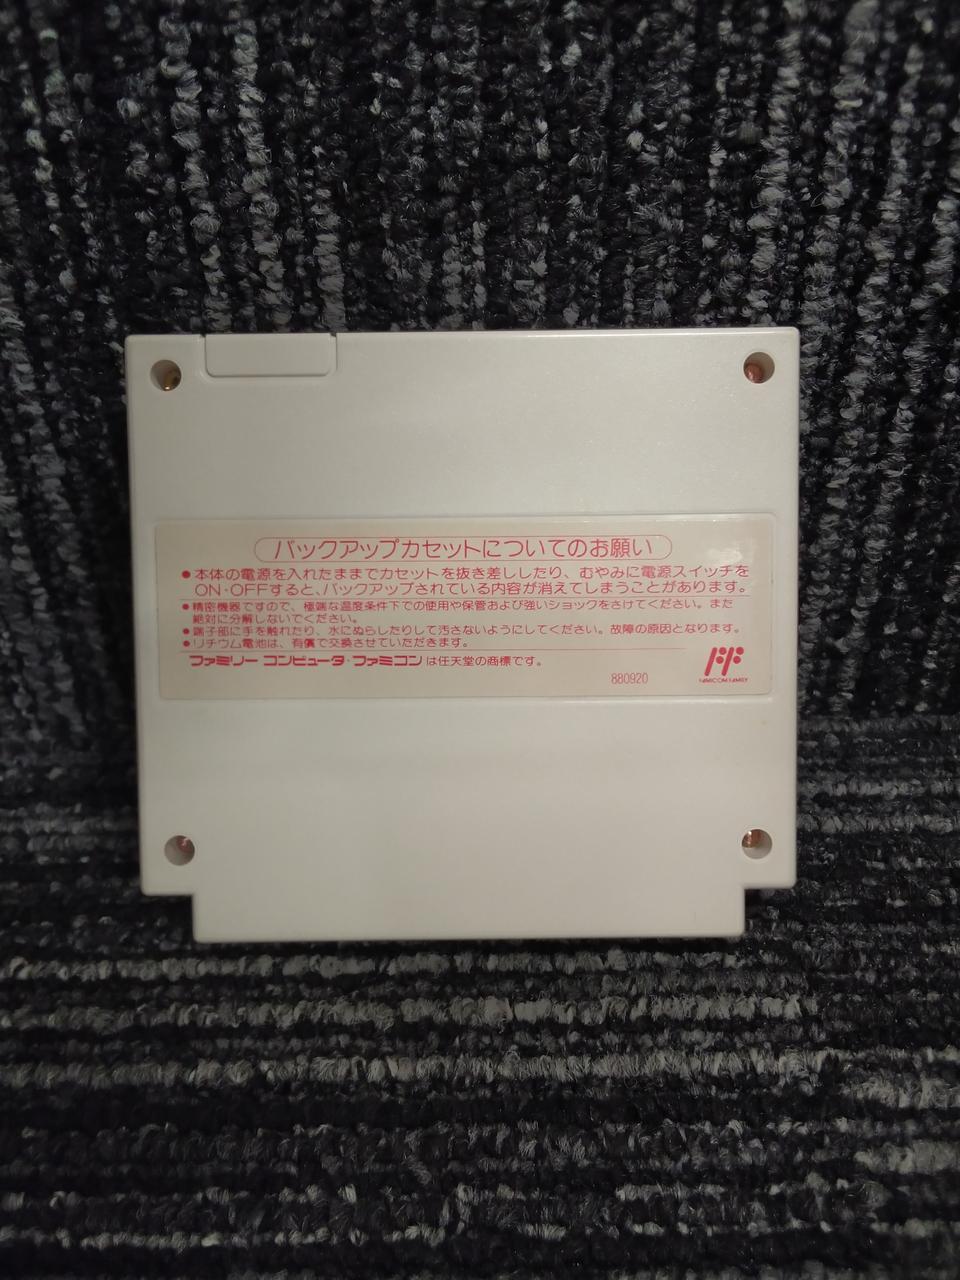 バックアップカセットについてのお願い
●本体の電源を入れたままでカセットを抜き差ししたり、むやみに電源スイッチを
ON・OFFすると、バックアップされている内容が消えてしまうことがあります。
●精密機器ですので、極端な温度条件下での使用や保管および強いショックをさけてください。また
絶対に分解しないでください。
●端子部に手を触れたり、水にぬらしたりして汚さないようにしてください。故障の原因となります。
●リチウム電池は、有償で交換させていただきます。
ファミリーコンピュータ・ファミコンは任天堂の商標です。
880920
FAMICOM FAMILY